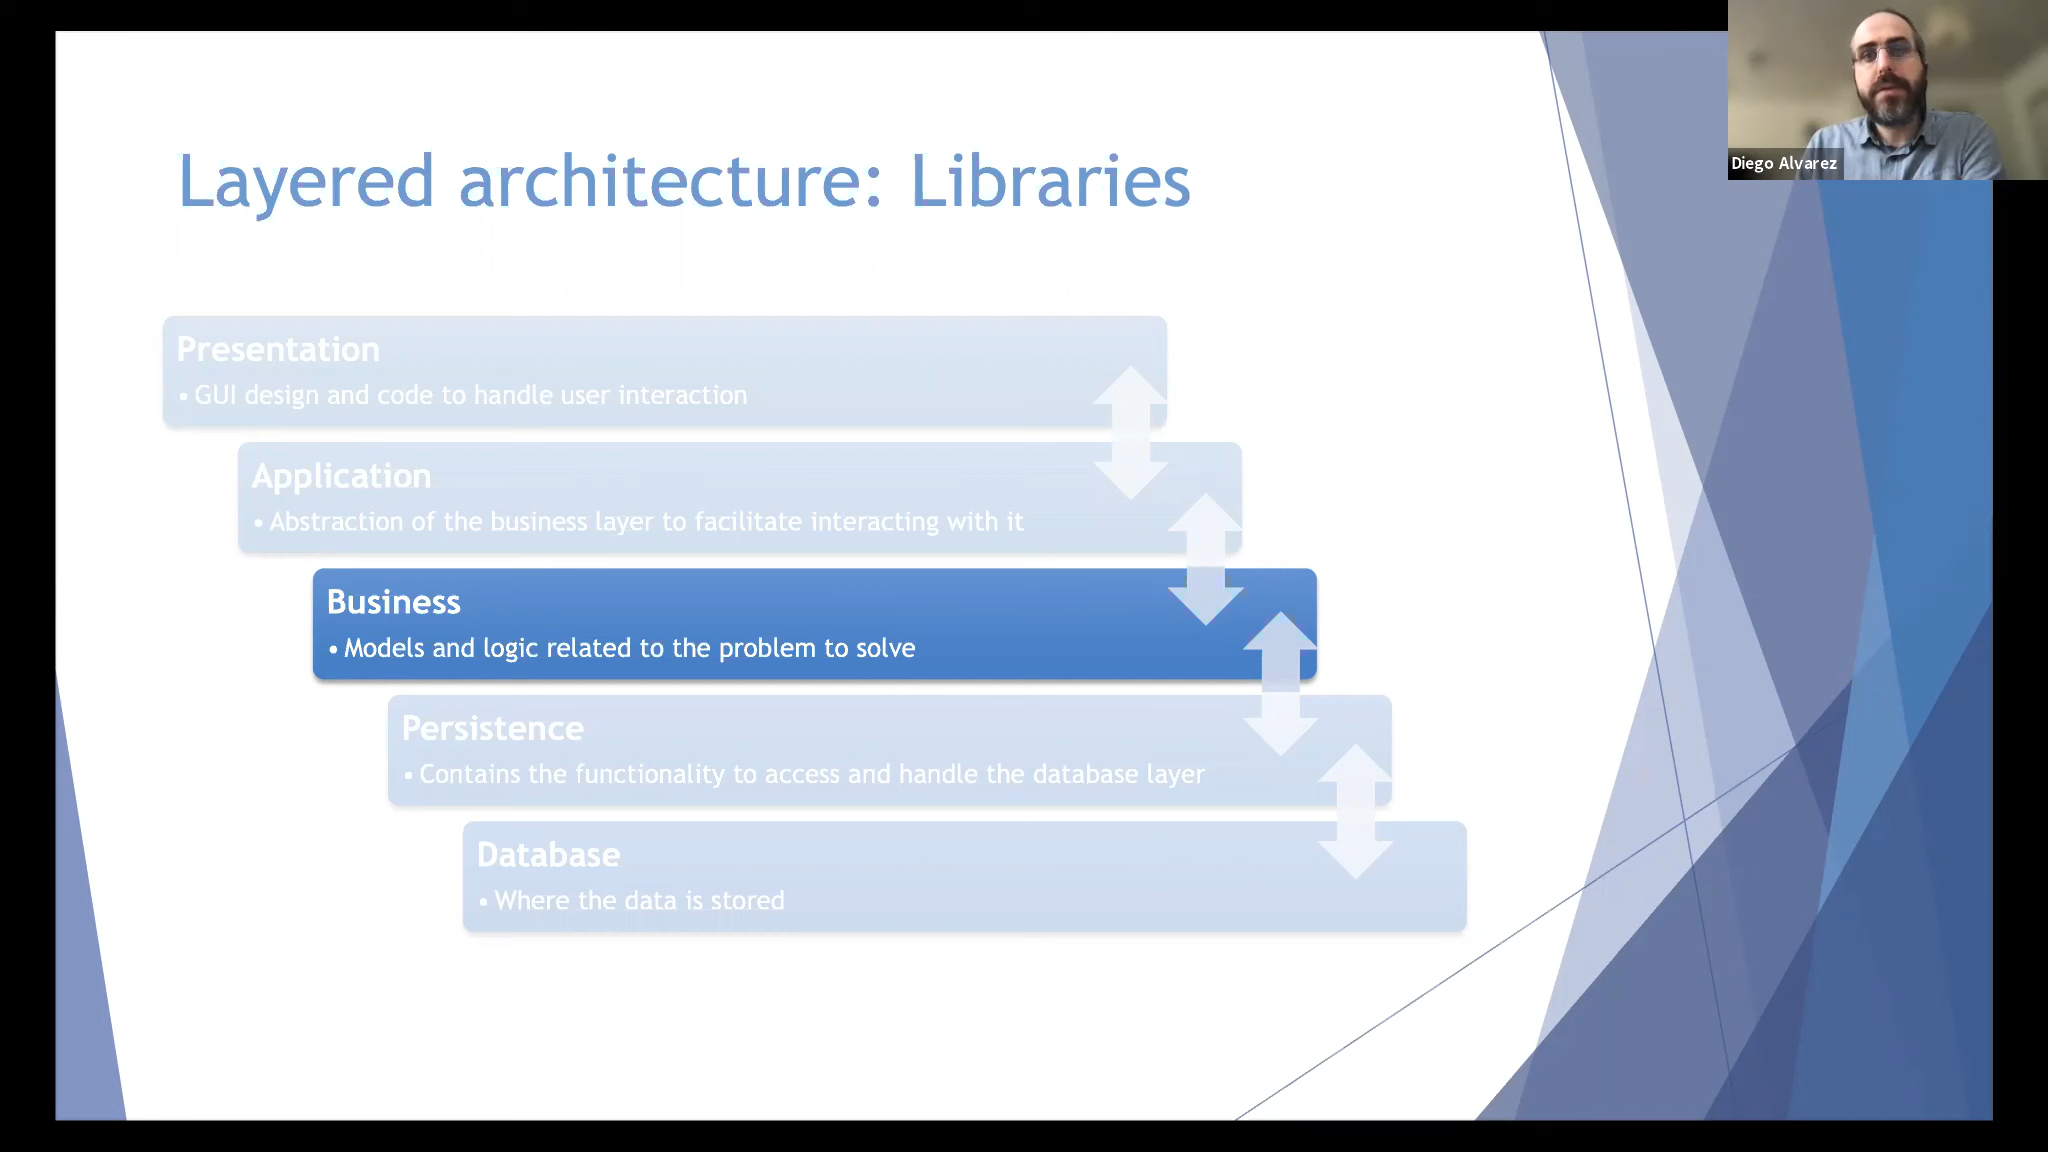 Layered architecture: Libraries
Diego Alvarez
Presentation
• GUI design and code to handle user interaction
Application
• Abstraction of the business layer to facilitate interacting with it
Business
• Models and logic related to the problem to solve
Persistence
• Contains the functionality to access and handle the database layer
Database
• Where the data is stored